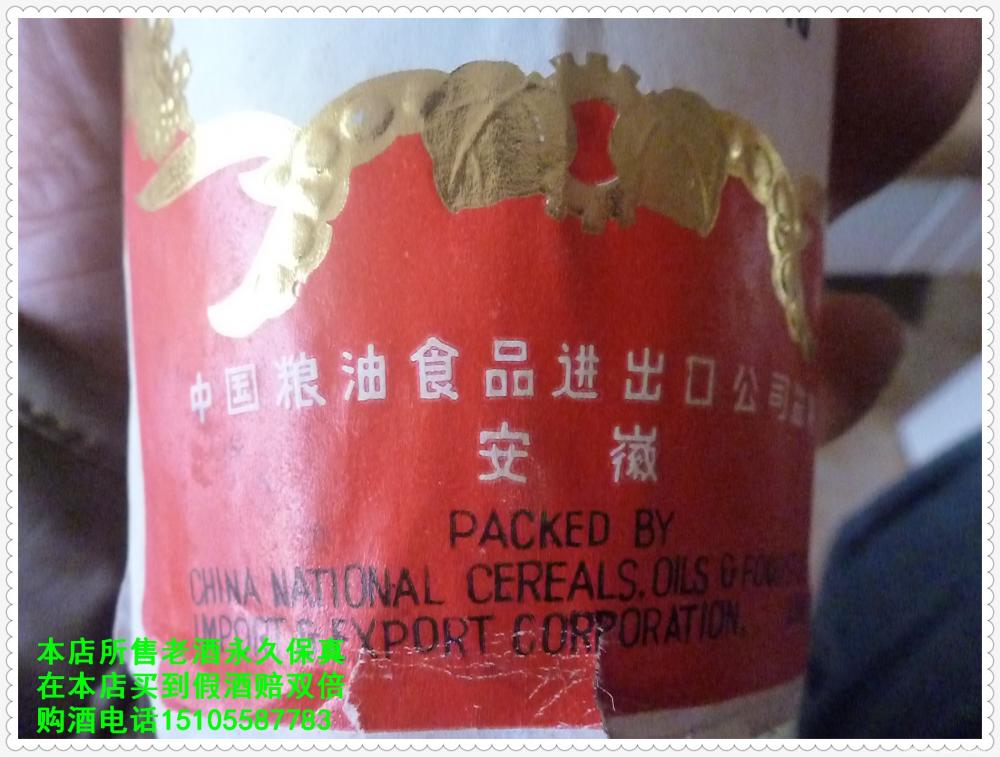 中国粮油食品进出口公司监
安 徽
PACKED BY
CHINA NATIONAL CEREALS, OILS &
IMPORT & EXPORT CORPORATION.
本店所售老酒永久保真
在本店买到假酒赔双倍
购酒电话15105587783